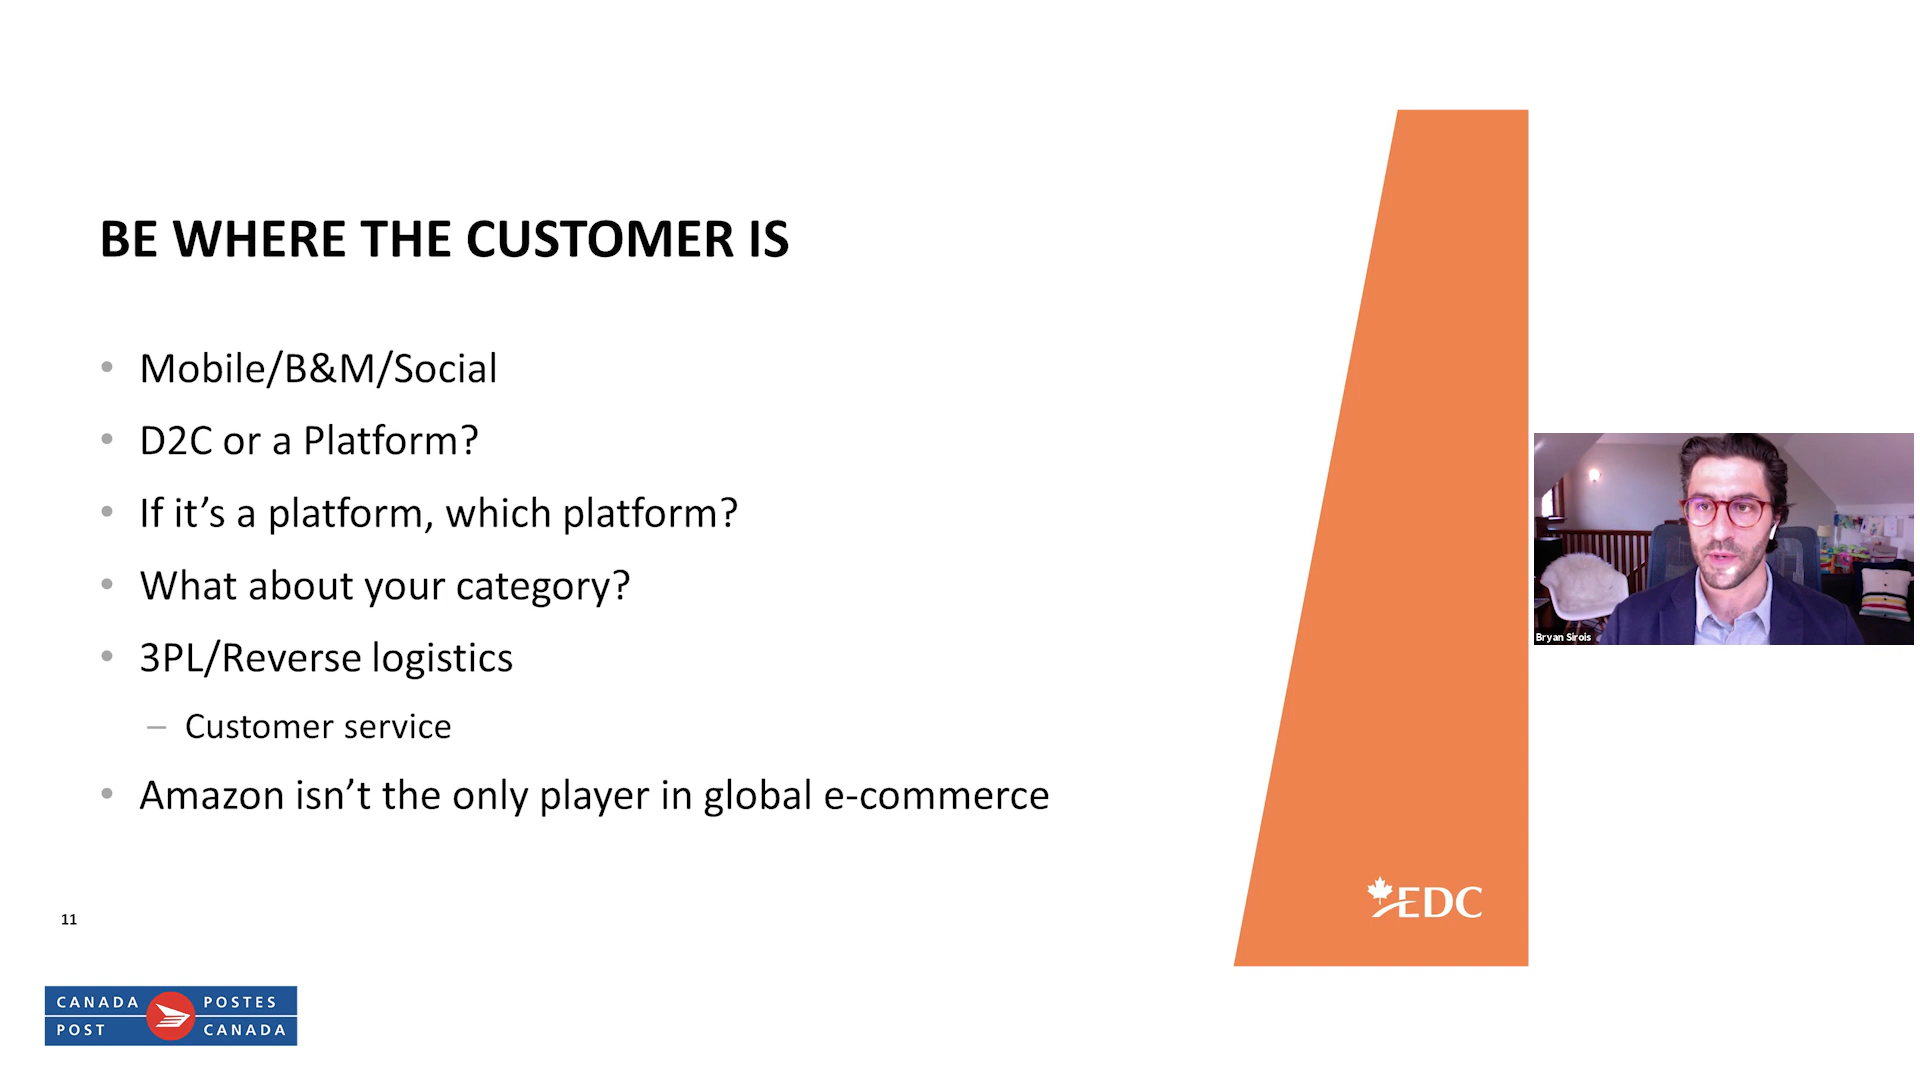 BE WHERE THE CUSTOMER IS
• Mobile/B&M/Social
• D2C or a Platform?
• If it’s a platform, which platform?
• What about your category?
• 3PL/Reverse logistics
– Customer service
• Amazon isn’t the only player in global e-commerce
11
EDC
Bryan Sirois
CANADA POST
POSTES CANADA